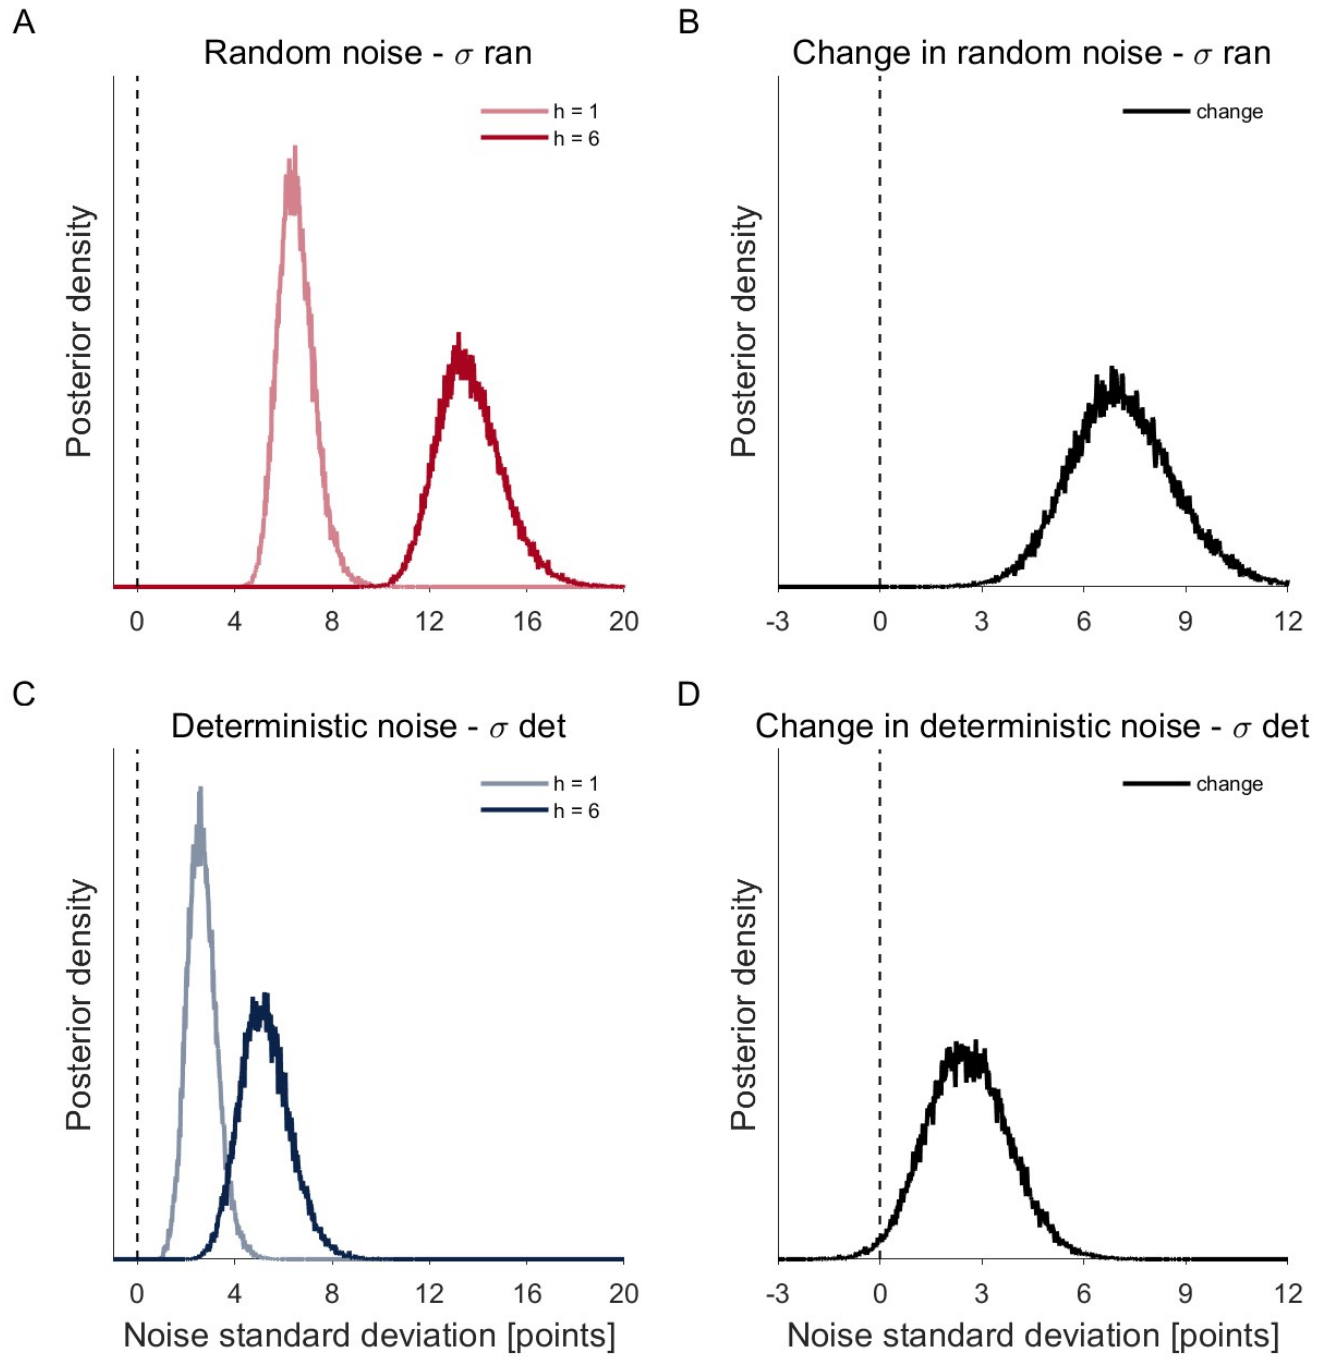 A
Random noise - σ ran
h = 1
h = 6
Posterior density
0 4 8 12 16 20
B
Change in random noise - σ ran
change
Posterior density
-3 0 3 6 9 12
C
Deterministic noise - σ det
h = 1
h = 6
Posterior density
0 4 8 12 16 20
Noise standard deviation [points]
D
Change in deterministic noise - σ det
change
Posterior density
-3 0 3 6 9 12
Noise standard deviation [points]